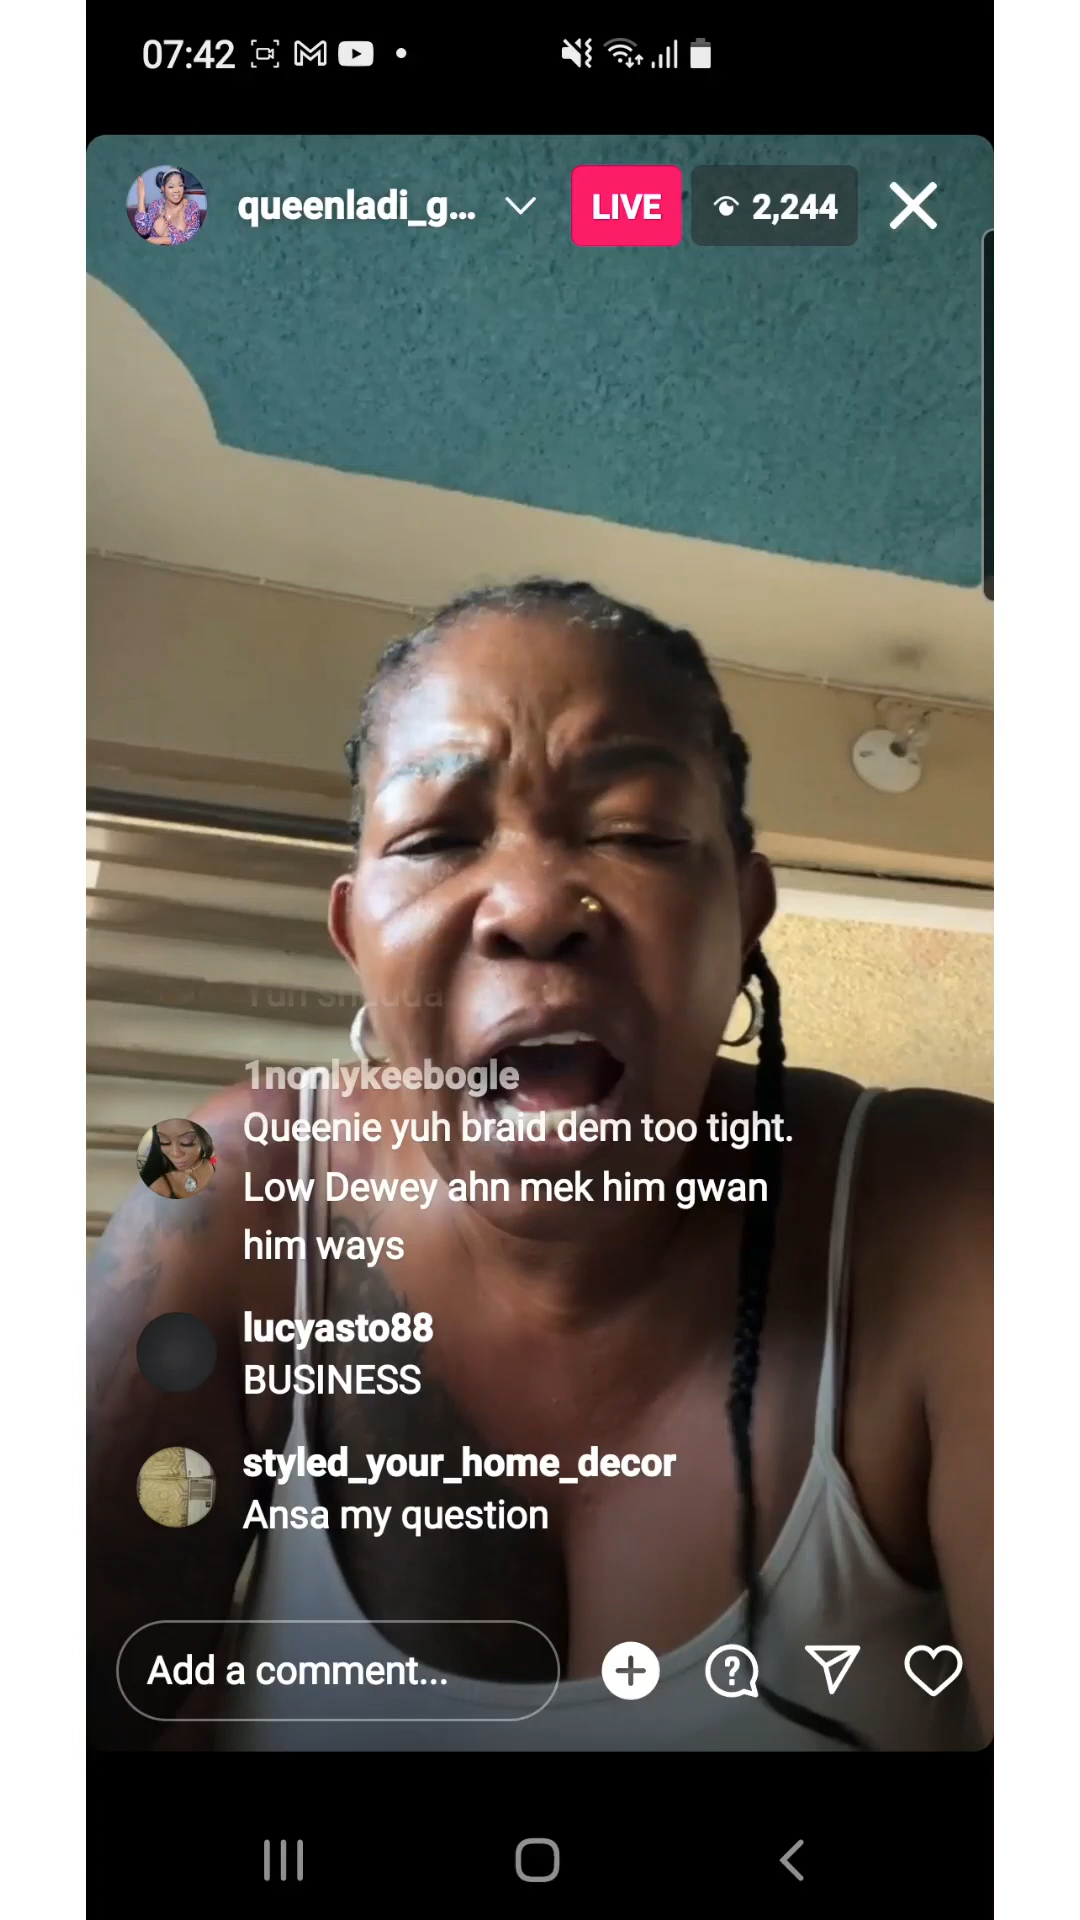 07:42
queenladi_g...
LIVE
2,244
1nonlykeebogle
Queenie yuh braid dem too tight.
Low Dewey ahn mek him gwan
him ways
lucyasto88
BUSINESS
styled_your_home_decor
Ansa my question
Add a comment...